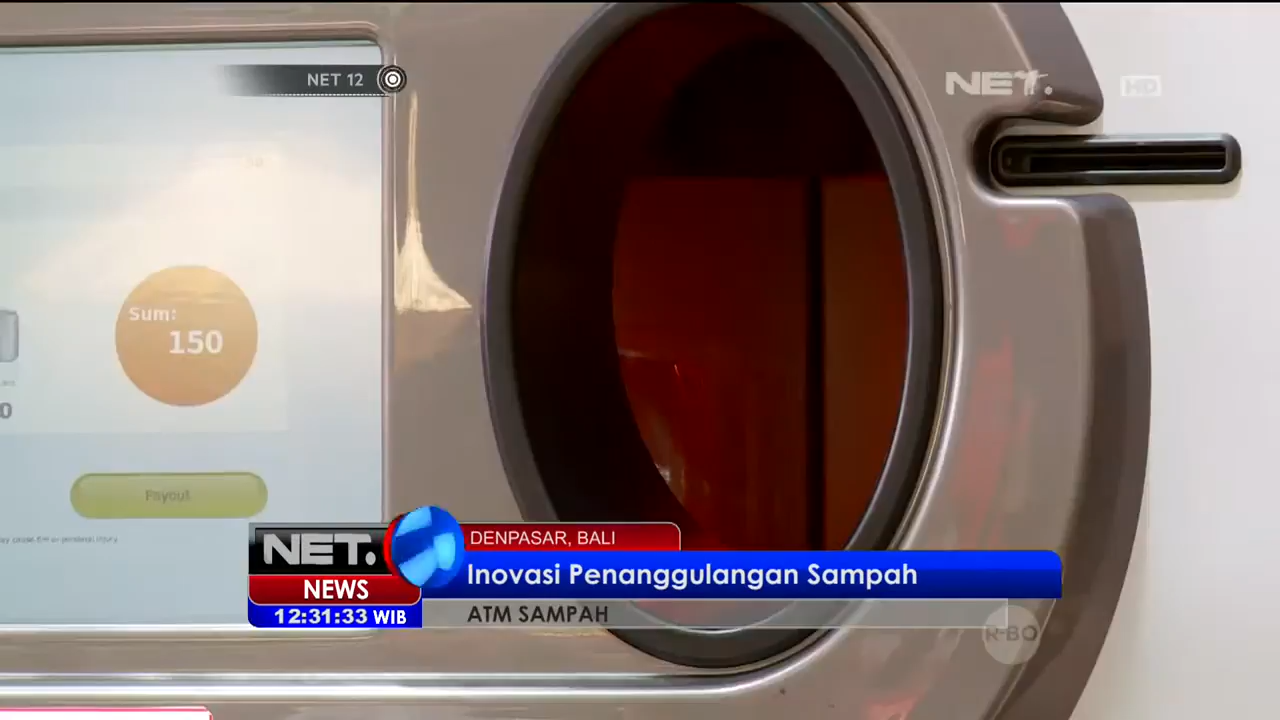 NET 12
NET.
HD
Sum:
150
0
Payout
NET.
NEWS
12:31:33 WIB
DENPASAR, BALI
Inovasi Penanggulangan Sampah
ATM SAMPAH
R-BO